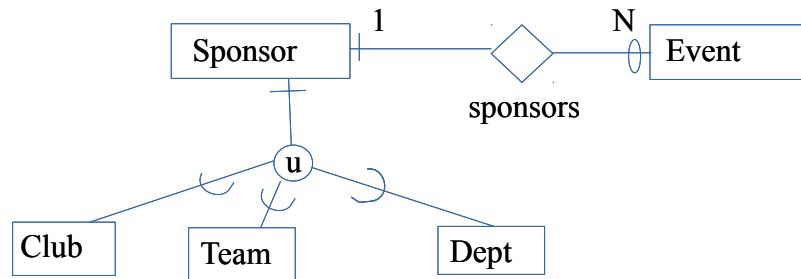 1
N
Sponsor
Event
sponsors
u
Club
Team
Dept